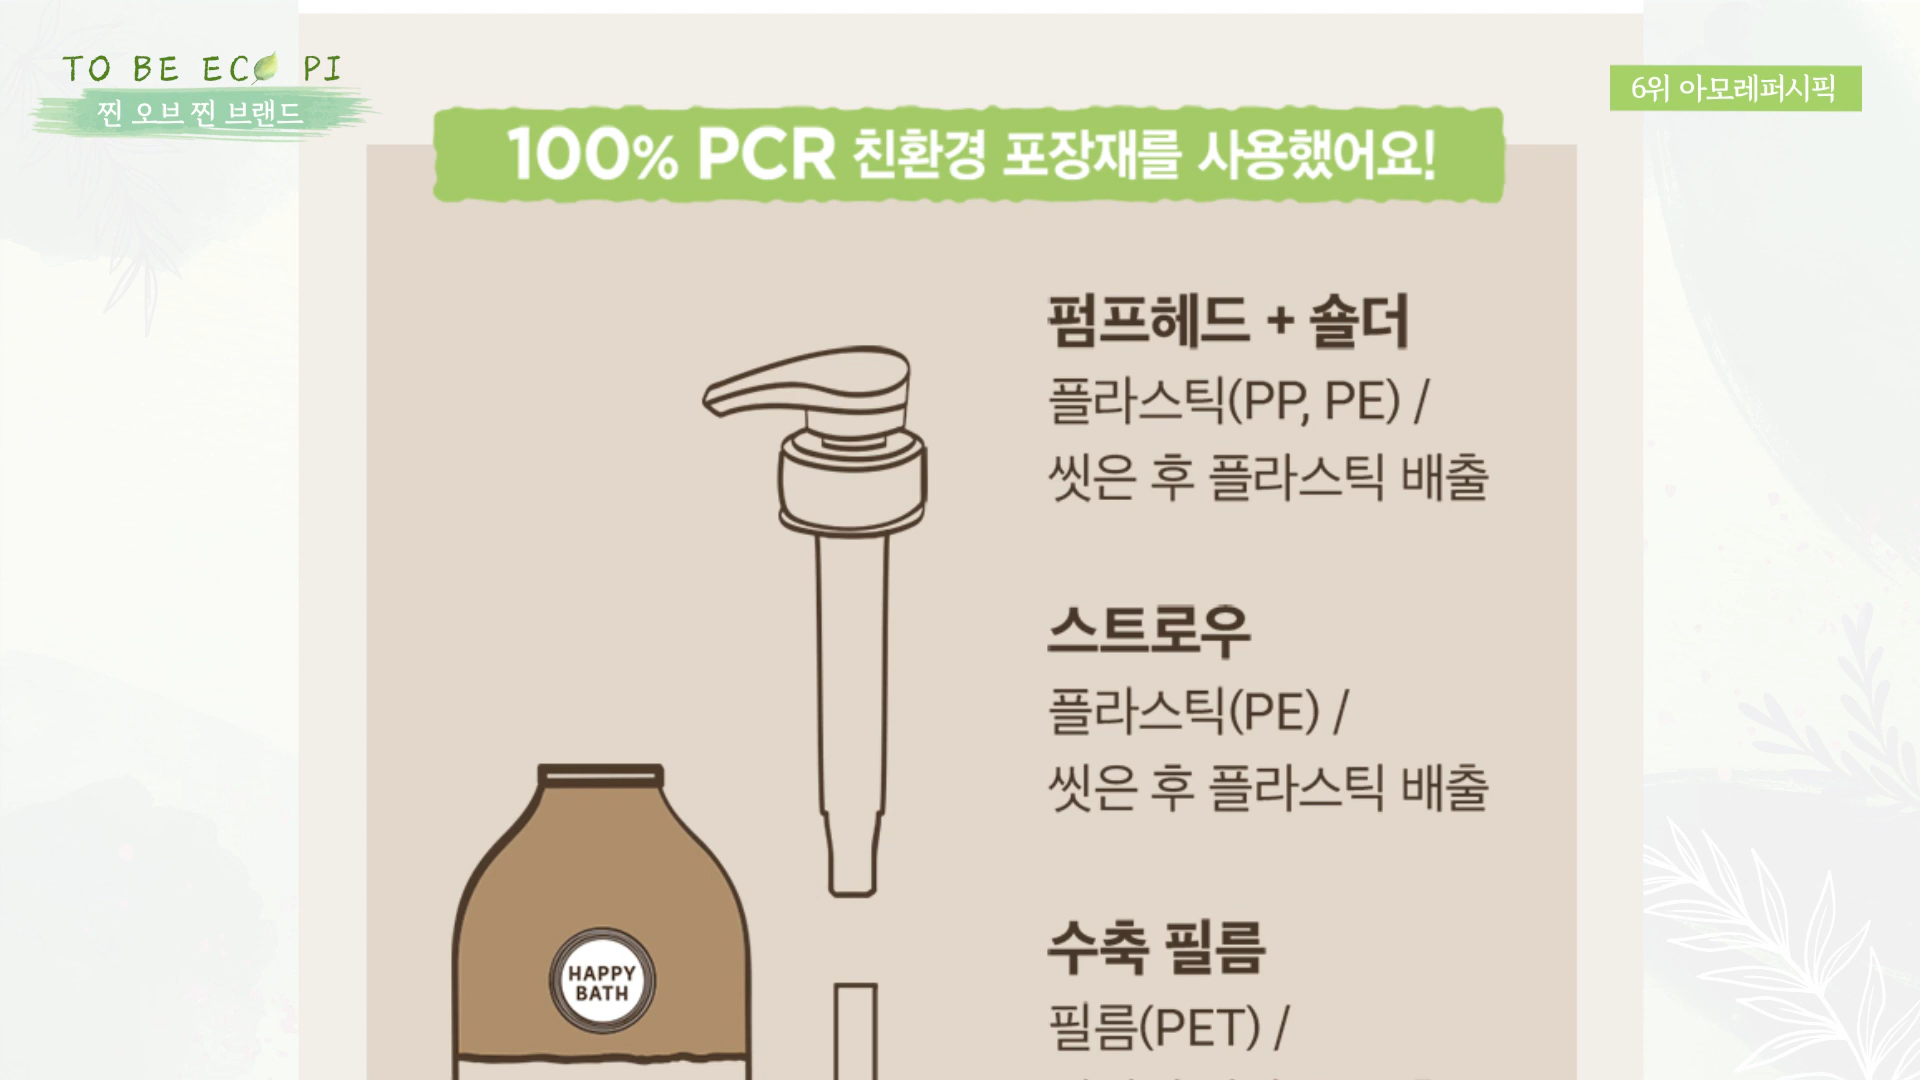 TO BE ECO PI
찐 오브 찐 브랜드
6위 아모레퍼시픽
100% PCR 친환경 포장재를 사용했어요!
펌프헤드 + 숄더
플라스틱(PP, PE) /
씻은 후 플라스틱 배출
스트로우
플라스틱(PE) /
씻은 후 플라스틱 배출
수축 필름
필름(PET) /
HAPPY
BATH